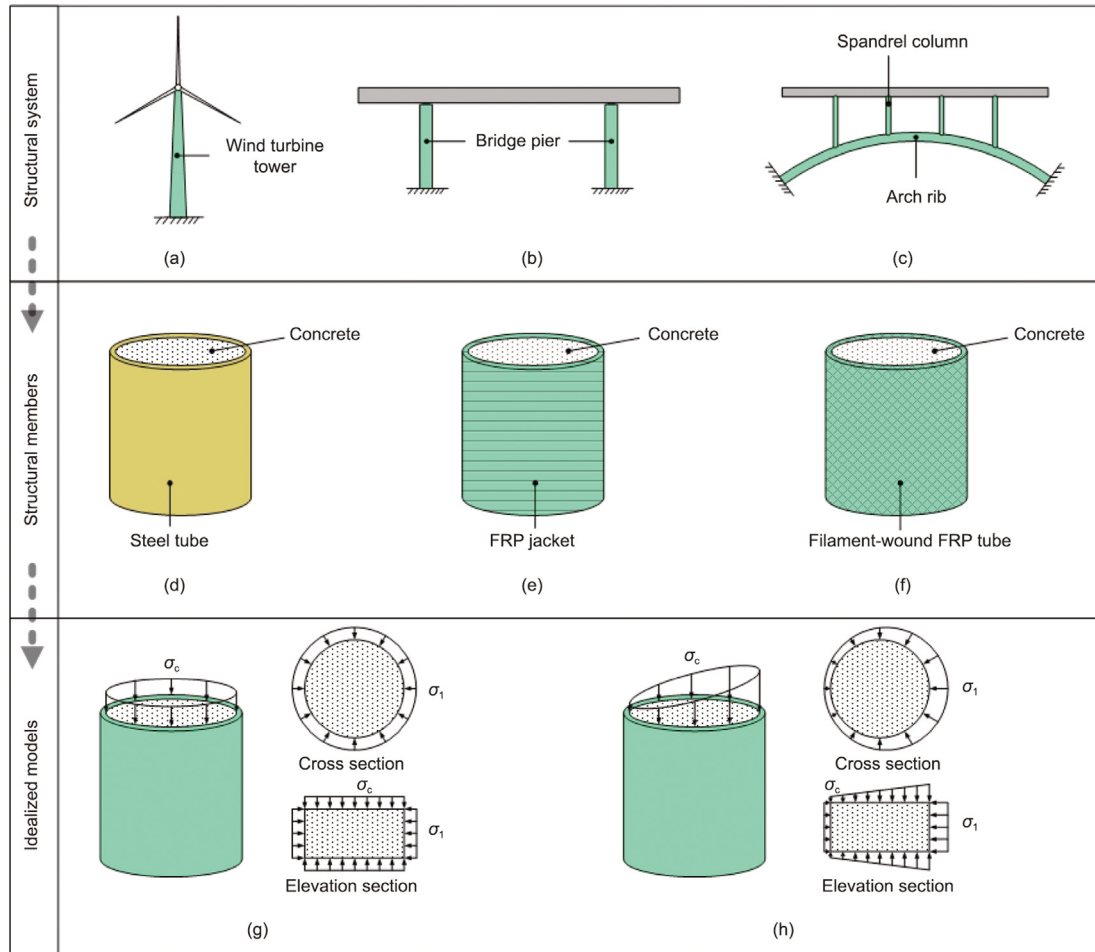 Structural system
Wind turbine
tower
(a)
Bridge pier
(b)
Spandrel column
Arch rib
(c)
Structural members
Concrete
Steel tube
(d)
Concrete
FRP jacket
(e)
Concrete
Filament-wound FRP tube
(f)
Idealized models
σc
σ1
Cross section
σc
σ1
Elevation section
(g)
σc
σ1
Cross section
σc
σ1
Elevation section
(h)